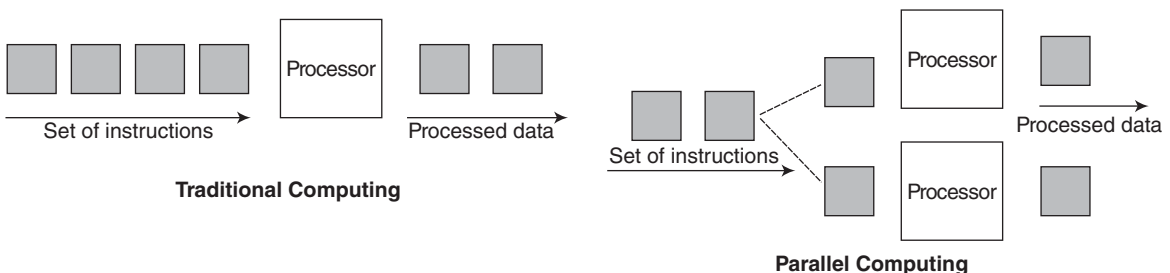 Processor
Set of instructions
Processed data
Traditional Computing
Processor
Set of instructions
Processed data
Processor
Parallel Computing